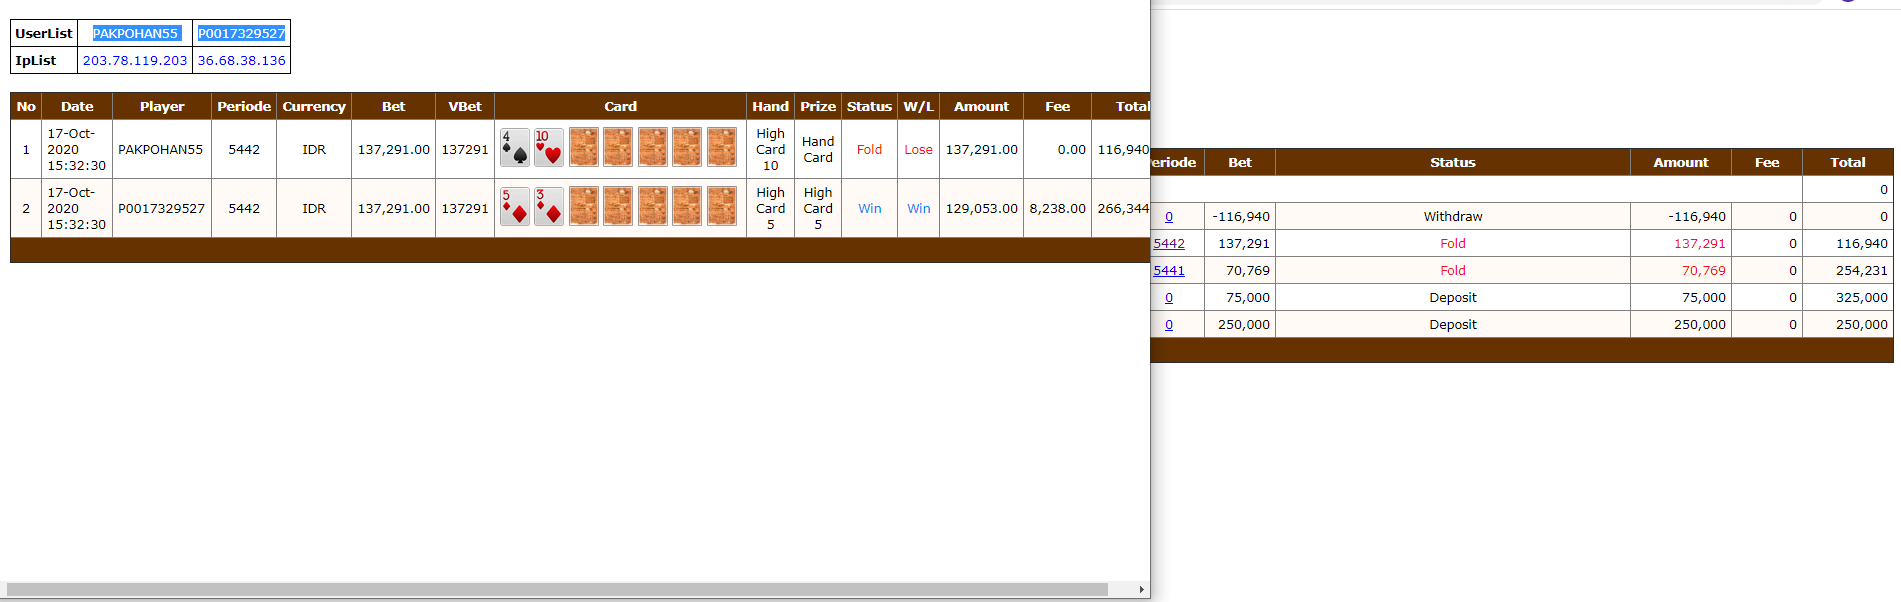 UserList PAKPOHAN55 P0017329527
IpList 203.78.119.203 36.68.38.136
No Date Player Periode Currency Bet VBet Card Hand Prize Status W/L Amount Fee Total
1 17-Oct-2020 15:32:30 PAKPOHAN55 5442 IDR 137,291.00 137291 4 10 High Card 10 Hand Card Fold Lose 137,291.00 0.00 116,940
2 17-Oct-2020 15:32:30 P0017329527 5442 IDR 137,291.00 137291 5 3 High Card 5 High Card 5 Win Win 129,053.00 8,238.00 266,344
eriode Bet Status Amount Fee Total
0
0 -116,940 Withdraw -116,940 0 0
5442 137,291 Fold 137,291 0 116,940
5441 70,769 Fold 70,769 0 254,231
0 75,000 Deposit 75,000 0 325,000
0 250,000 Deposit 250,000 0 250,000